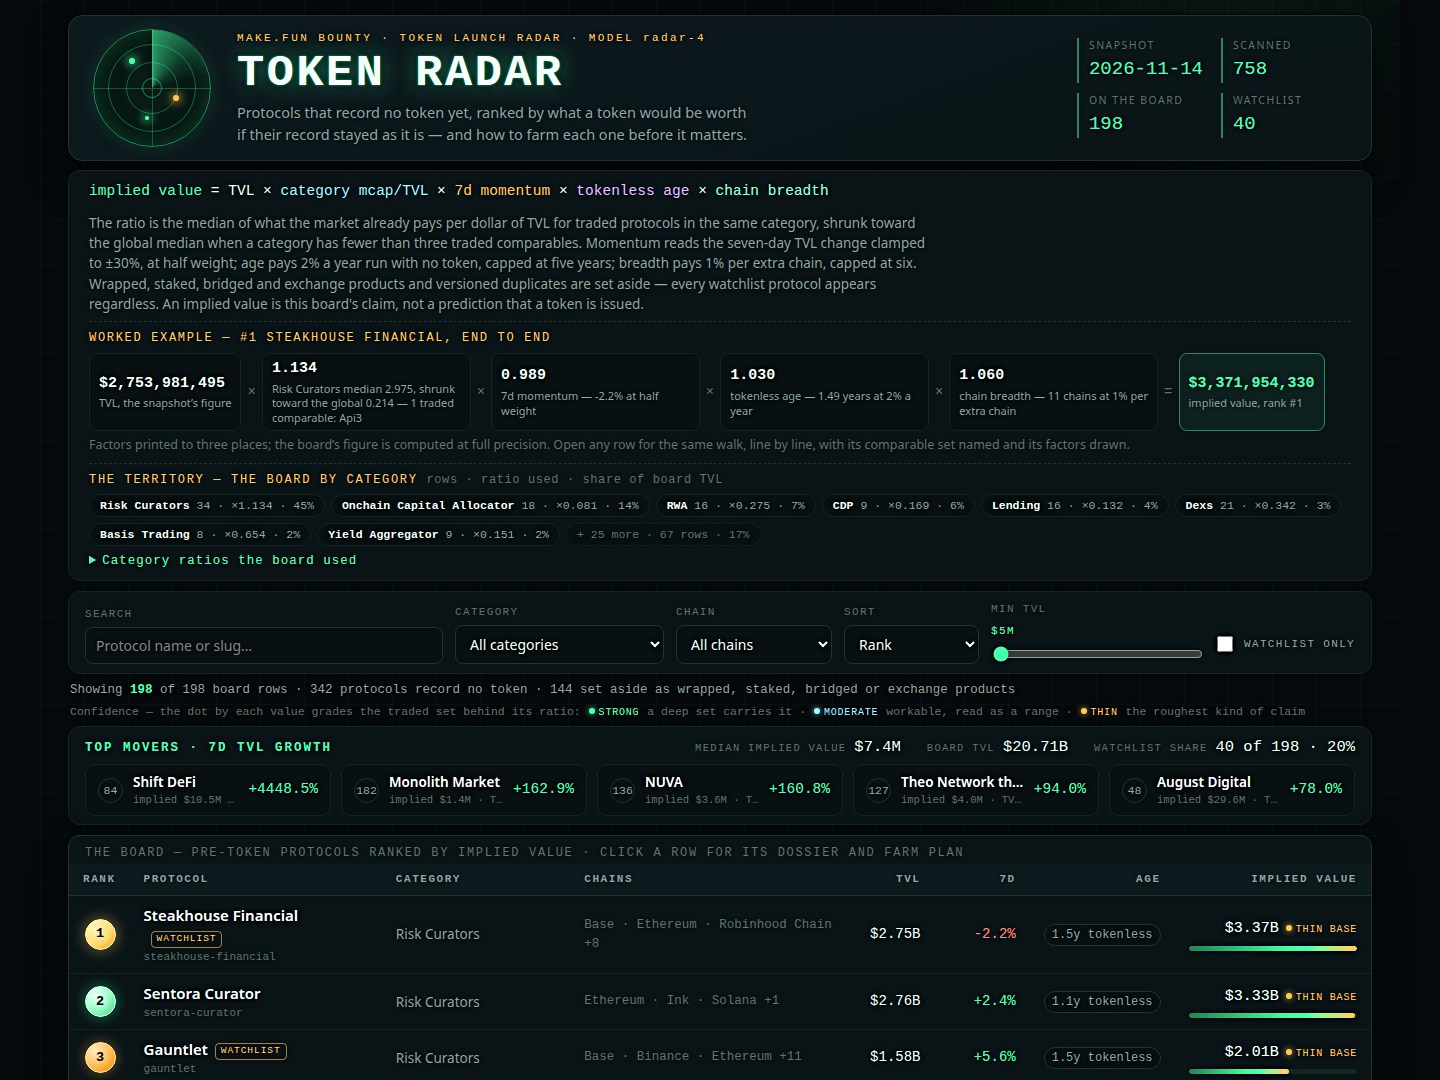 MAKE.FUN BOUNTY · TOKEN LAUNCH RADAR · MODEL radar-4
TOKEN RADAR
Protocols that record no token yet, ranked by what a token would be worth
if their record stayed as it is — and how to farm each one before it matters.
SNAPSHOT
2026-11-14
SCANNED
758
ON THE BOARD
198
WATCHLIST
40
implied value = TVL × category mcap/TVL × 7d momentum × tokenless age × chain breadth
The ratio is the median of what the market already pays per dollar of TVL for traded protocols in the same category, shrunk toward
the global median when a category has fewer than three traded comparables. Momentum reads the seven-day TVL change clamped
to ±30%, at half weight; age pays 2% a year run with no token, capped at five years; breadth pays 1% per extra chain, capped at six.
Wrapped, staked, bridged and exchange products and versioned duplicates are set aside — every watchlist protocol appears
regardless. An implied value is this board's claim, not a prediction that a token is issued.
WORKED EXAMPLE — #1 STEAKHOUSE FINANCIAL, END TO END
$2,753,981,495
TVL, the snapshot's figure
×
1.134
Risk Curators median 2.975, shrunk
toward the global 0.214 — 1 traded
comparable: Api3
×
0.989
7d momentum — -2.2% at half
weight
×
1.030
tokenless age — 1.49 years at 2% a
year
×
1.060
chain breadth — 11 chains at 1% per
extra chain
=
$3,371,954,330
implied value, rank #1
Factors printed to three places; the board's figure is computed at full precision. Open any row for the same walk, line by line, with its comparable set named and its factors drawn.
THE TERRITORY — THE BOARD BY CATEGORY rows · ratio used · share of board TVL
Risk Curators 34 · ×1.134 · 45%
Onchain Capital Allocator 18 · ×0.081 · 14%
RWA 16 · ×0.275 · 7%
CDP 9 · ×0.169 · 6%
Lending 16 · ×0.132 · 4%
Dexs 21 · ×0.342 · 3%
Basis Trading 8 · ×0.654 · 2%
Yield Aggregator 9 · ×0.151 · 2%
+ 25 more · 67 rows · 17%
Category ratios the board used
SEARCH
Protocol name or slug…
CATEGORY
All categories
CHAIN
All chains
SORT
Rank
MIN TVL
$5M
WATCHLIST ONLY
Showing 198 of 198 board rows · 342 protocols record no token · 144 set aside as wrapped, staked, bridged or exchange products
Confidence — the dot by each value grades the traded set behind its ratio: STRONG a deep set carries it · MODERATE workable, read as a range · THIN the roughest kind of claim
TOP MOVERS · 7D TVL GROWTH
MEDIAN IMPLIED VALUE $7.4M
BOARD TVL $20.71B
WATCHLIST SHARE 40 of 198 · 20%
84
Shift DeFi
implied $10.5M …
+4448.5%
182
Monolith Market
implied $1.4M · T…
+162.9%
136
NUVA
implied $3.6M · T…
+160.8%
127
Theo Network th…
implied $4.0M · TV…
+94.0%
48
August Digital
implied $29.6M · T…
+78.0%
THE BOARD — PRE-TOKEN PROTOCOLS RANKED BY IMPLIED VALUE · CLICK A ROW FOR ITS DOSSIER AND FARM PLAN
RANK PROTOCOL CATEGORY CHAINS TVL 7D AGE IMPLIED VALUE
1
Steakhouse Financial
WATCHLIST
steakhouse-financial
Risk Curators
Base · Ethereum · Robinhood Chain
+8
$2.75B
-2.2%
1.5y tokenless
$3.37B THIN BASE
2
Sentora Curator
sentora-curator
Risk Curators
Ethereum · Ink · Solana +1
$2.76B
+2.4%
1.1y tokenless
$3.33B THIN BASE
3
Gauntlet WATCHLIST
gauntlet
Risk Curators
Base · Binance · Ethereum +11
$1.58B
+5.6%
1.5y tokenless
$2.01B THIN BASE